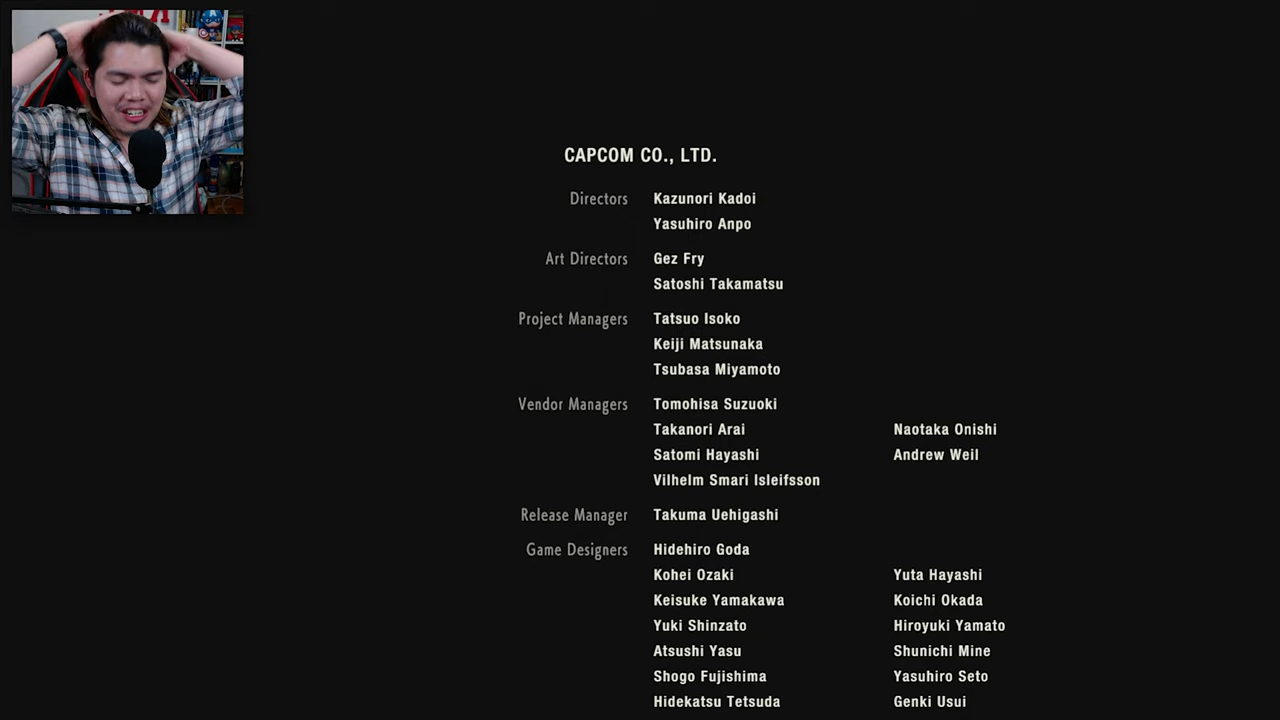 CAPCOM CO., LTD.
Directors Kazunori Kadoi
Yasuhiro Anpo
Art Directors Gez Fry
Satoshi Takamatsu
Project Managers Tatsuo Isoko
Keiji Matsunaka
Tsubasa Miyamoto
Vendor Managers Tomohisa Suzuoki
Takanori Arai Naotaka Onishi
Satomi Hayashi Andrew Weil
Vilhelm Smari Isleifsson
Release Manager Takuma Uehigashi
Game Designers Hidehiro Goda
Kohei Ozaki Yuta Hayashi
Keisuke Yamakawa Koichi Okada
Yuki Shinzato Hiroyuki Yamato
Atsushi Yasu Shunichi Mine
Shogo Fujishima Yasuhiro Seto
Hidekatsu Tetsuda Genki Usui